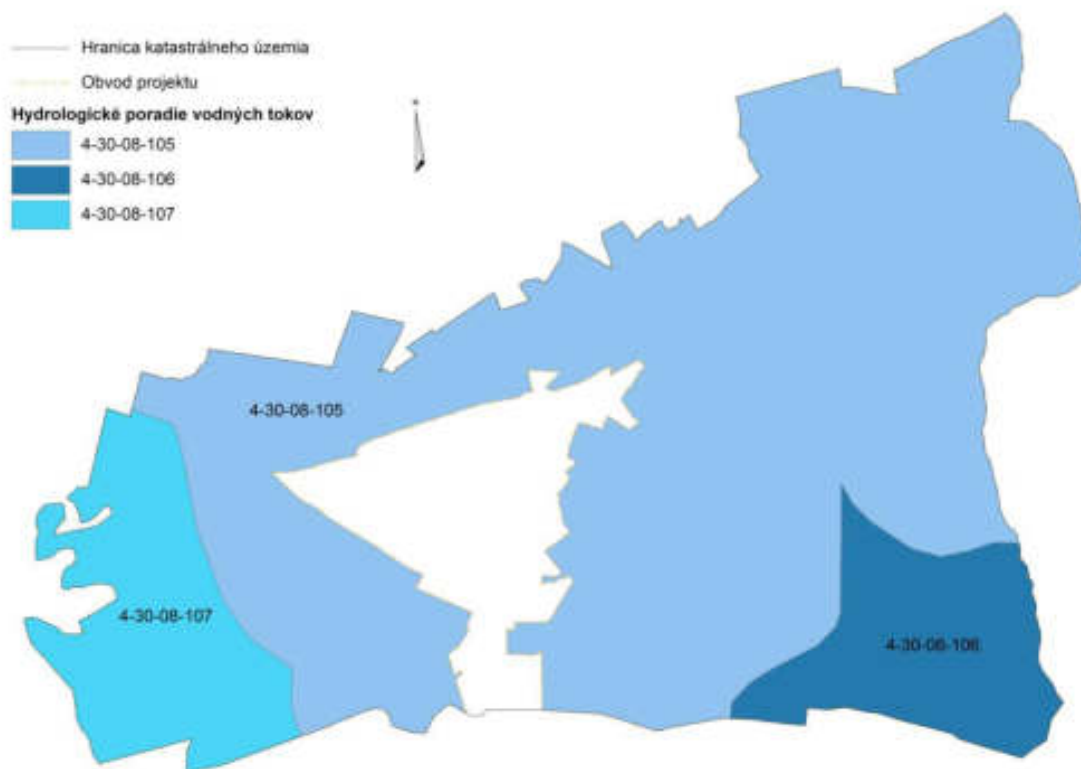 Hranica katastrálneho územia
Obvod projektu
Hydrologické poradie vodných tokov
4-30-08-105
4-30-08-106
4-30-08-107
4-30-08-105
4-30-08-107
4-30-08-106